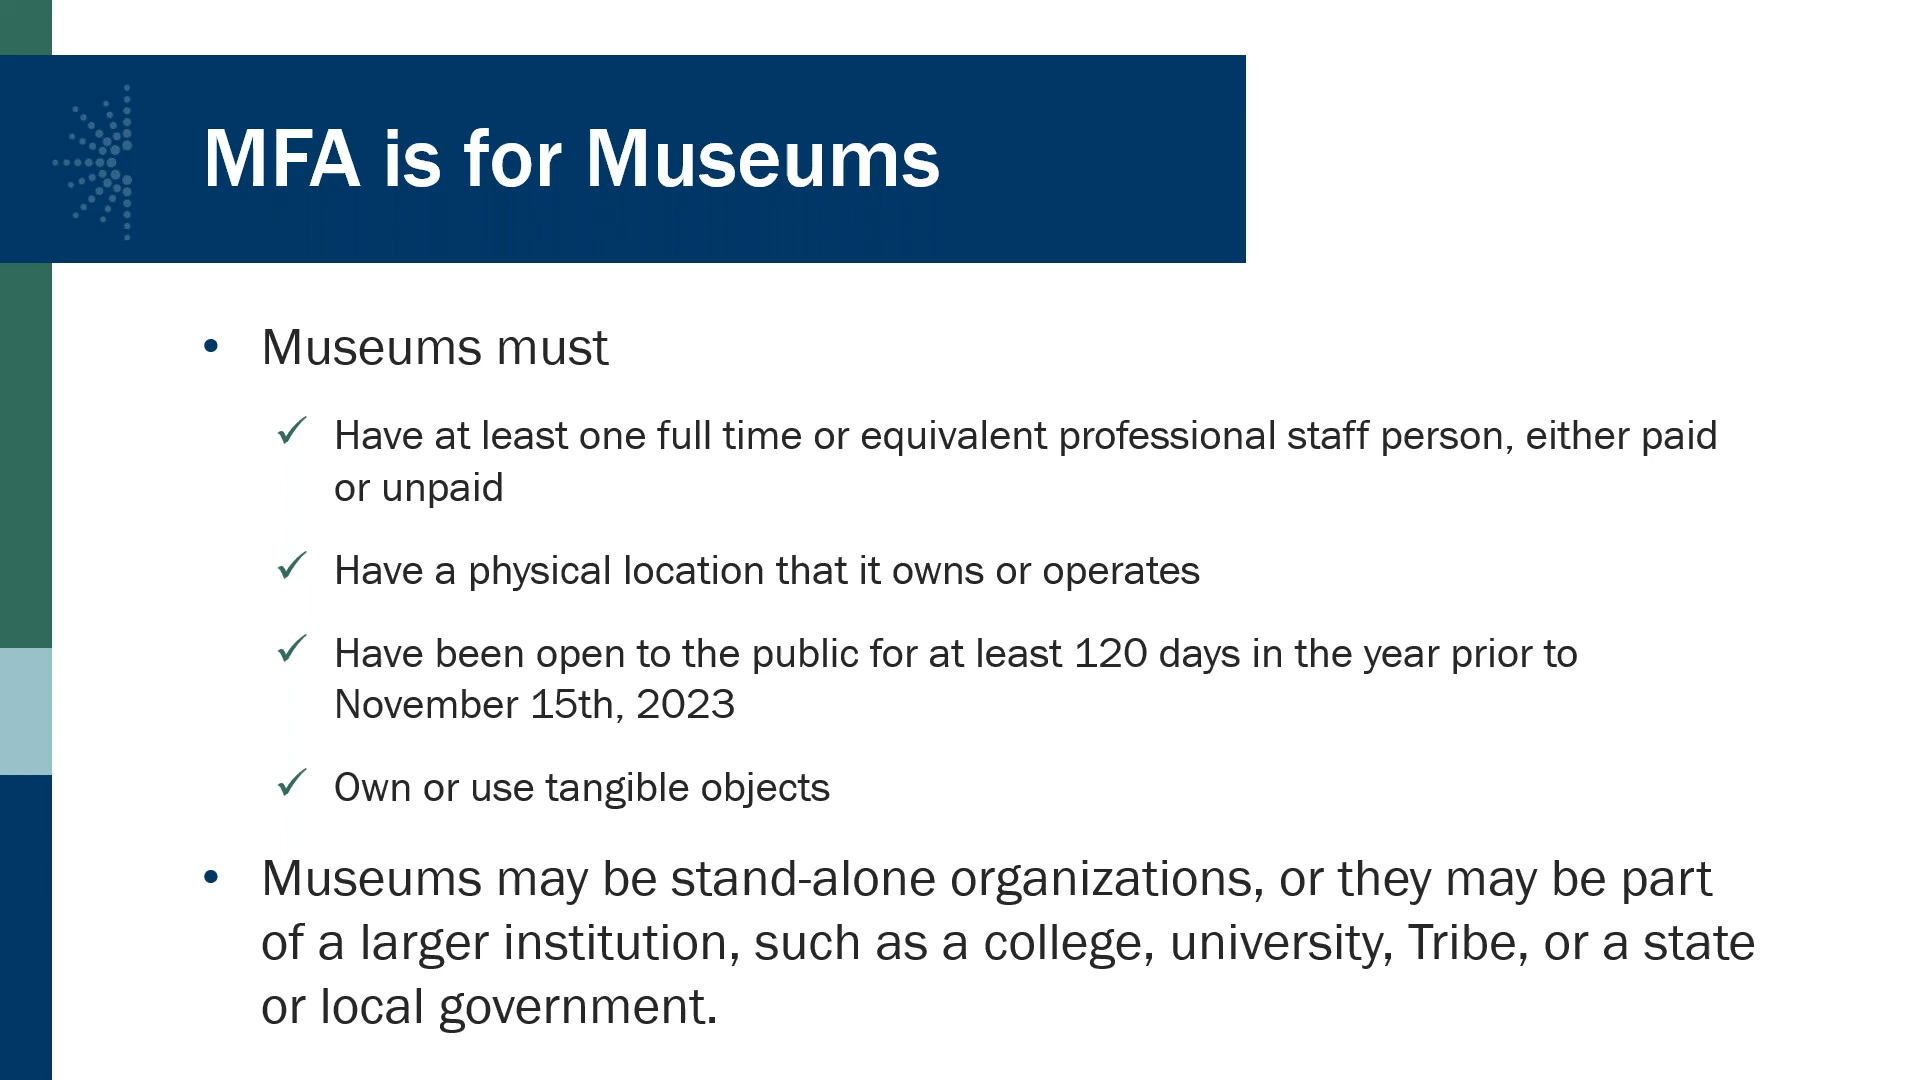 MFA is for Museums
• Museums must
✓ Have at least one full time or equivalent professional staff person, either paid
or unpaid
✓ Have a physical location that it owns or operates
✓ Have been open to the public for at least 120 days in the year prior to
November 15th, 2023
✓ Own or use tangible objects
• Museums may be stand-alone organizations, or they may be part
of a larger institution, such as a college, university, Tribe, or a state
or local government.